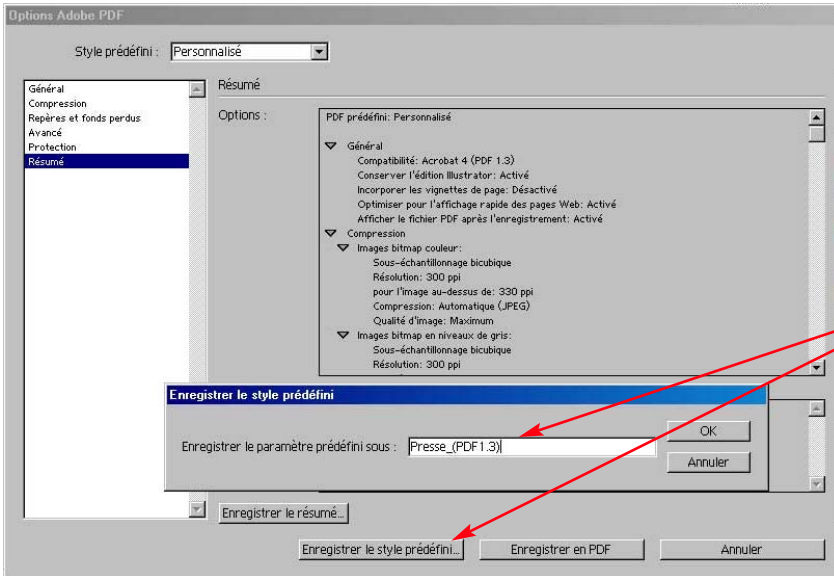 Options Adobe PDF
Style prédéfini : Personnalisé
Général
Compression
Repères et fonds perdus
Avancé
Protection
Résumé
Résumé
Options :
PDF prédéfini: Personnalisé
Général
Compatibilité: Acrobat 4 (PDF 1.3)
Conserver l'édition Illustrator: Activé
Incorporer les vignettes de page: Désactivé
Optimiser pour l'affichage rapide des pages Web: Activé
Afficher le fichier PDF après l'enregistrement: Activé
Compression
Images bitmap couleur:
Sous-échantillonnage bicubique
Résolution: 300 ppi
pour l'image au-dessus de: 330 ppi
Compression: Automatique (JPEG)
Qualité d'image: Maximum
Images bitmap en niveaux de gris:
Sous-échantillonnage bicubique
Résolution: 300 ppi
Enregistrer le style prédéfini
Enregistrer le paramètre prédéfini sous : Presse_(PDF1.3)
OK
Annuler
Enregistrer le résumé...
Enregistrer le style prédéfini... Enregistrer en PDF Annuler